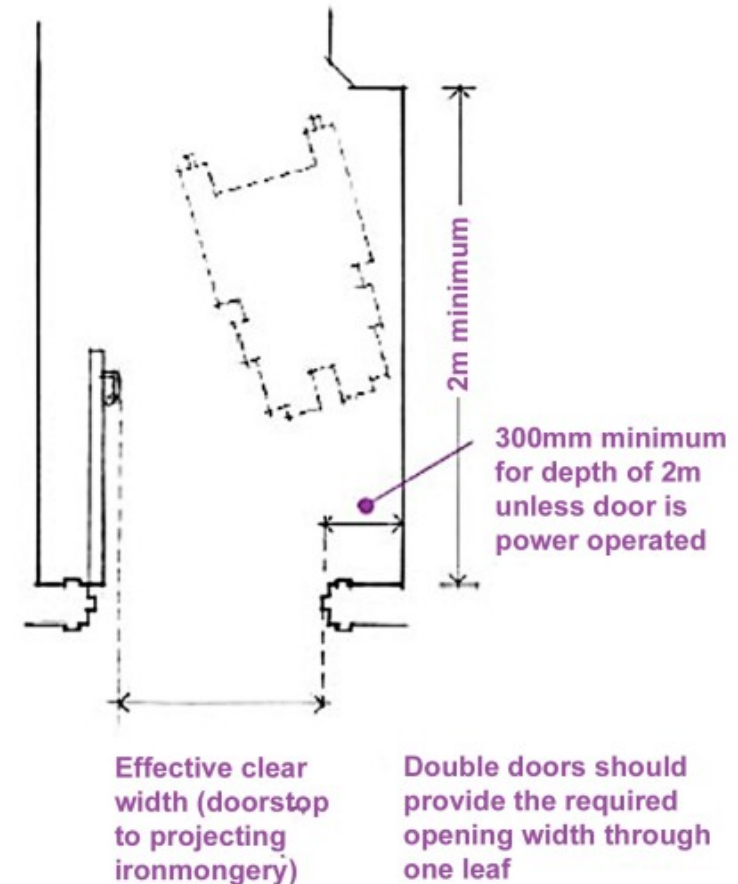 2m minimum
300mm minimum
for depth of 2m
unless door is
power operated
Effective clear
width (doorstop
to projecting
ironmongery)
Double doors should
provide the required
opening width through
one leaf